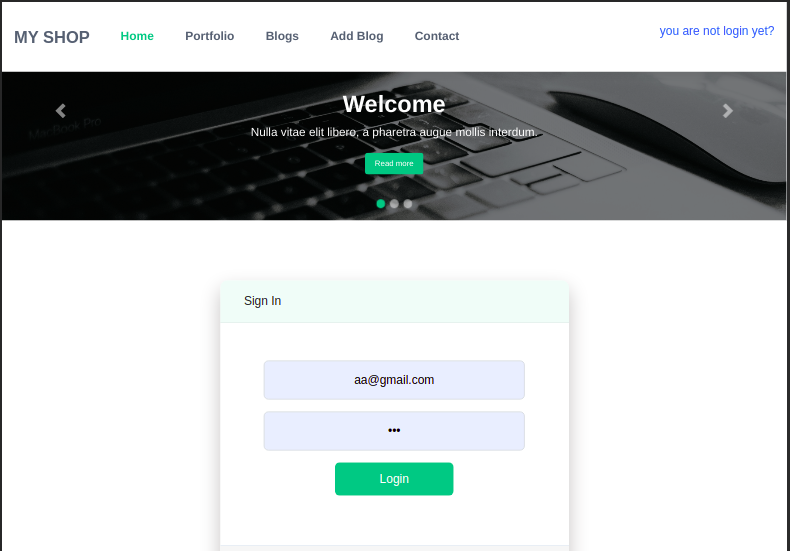 MY SHOP Home Portfolio Blogs Add Blog Contact you are not login yet?
MacBook Pro
Welcome
Nulla vitae elit libero, a pharetra augue mollis interdum.
Read more
Sign In
aa@gmail.com
•••
Login